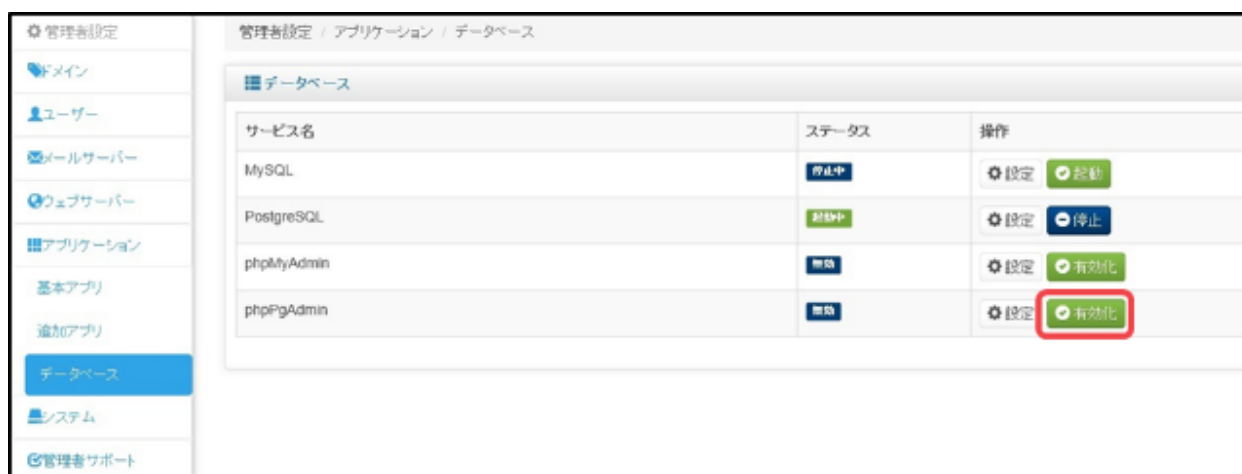 管理者設定
管理者設定 / アプリケーション / データベース
ドメイン
データベース
ユーザー
サービス名 ステータス 操作
メールサーバー
MySQL 停止中 設定 起動
ウェブサーバー
PostgreSQL 起動中 設定 停止
アプリケーション
phpMyAdmin 無効 設定 有効化
基本アプリ
phpPgAdmin 無効 設定 有効化
追加アプリ
データベース
システム
管理者サポート